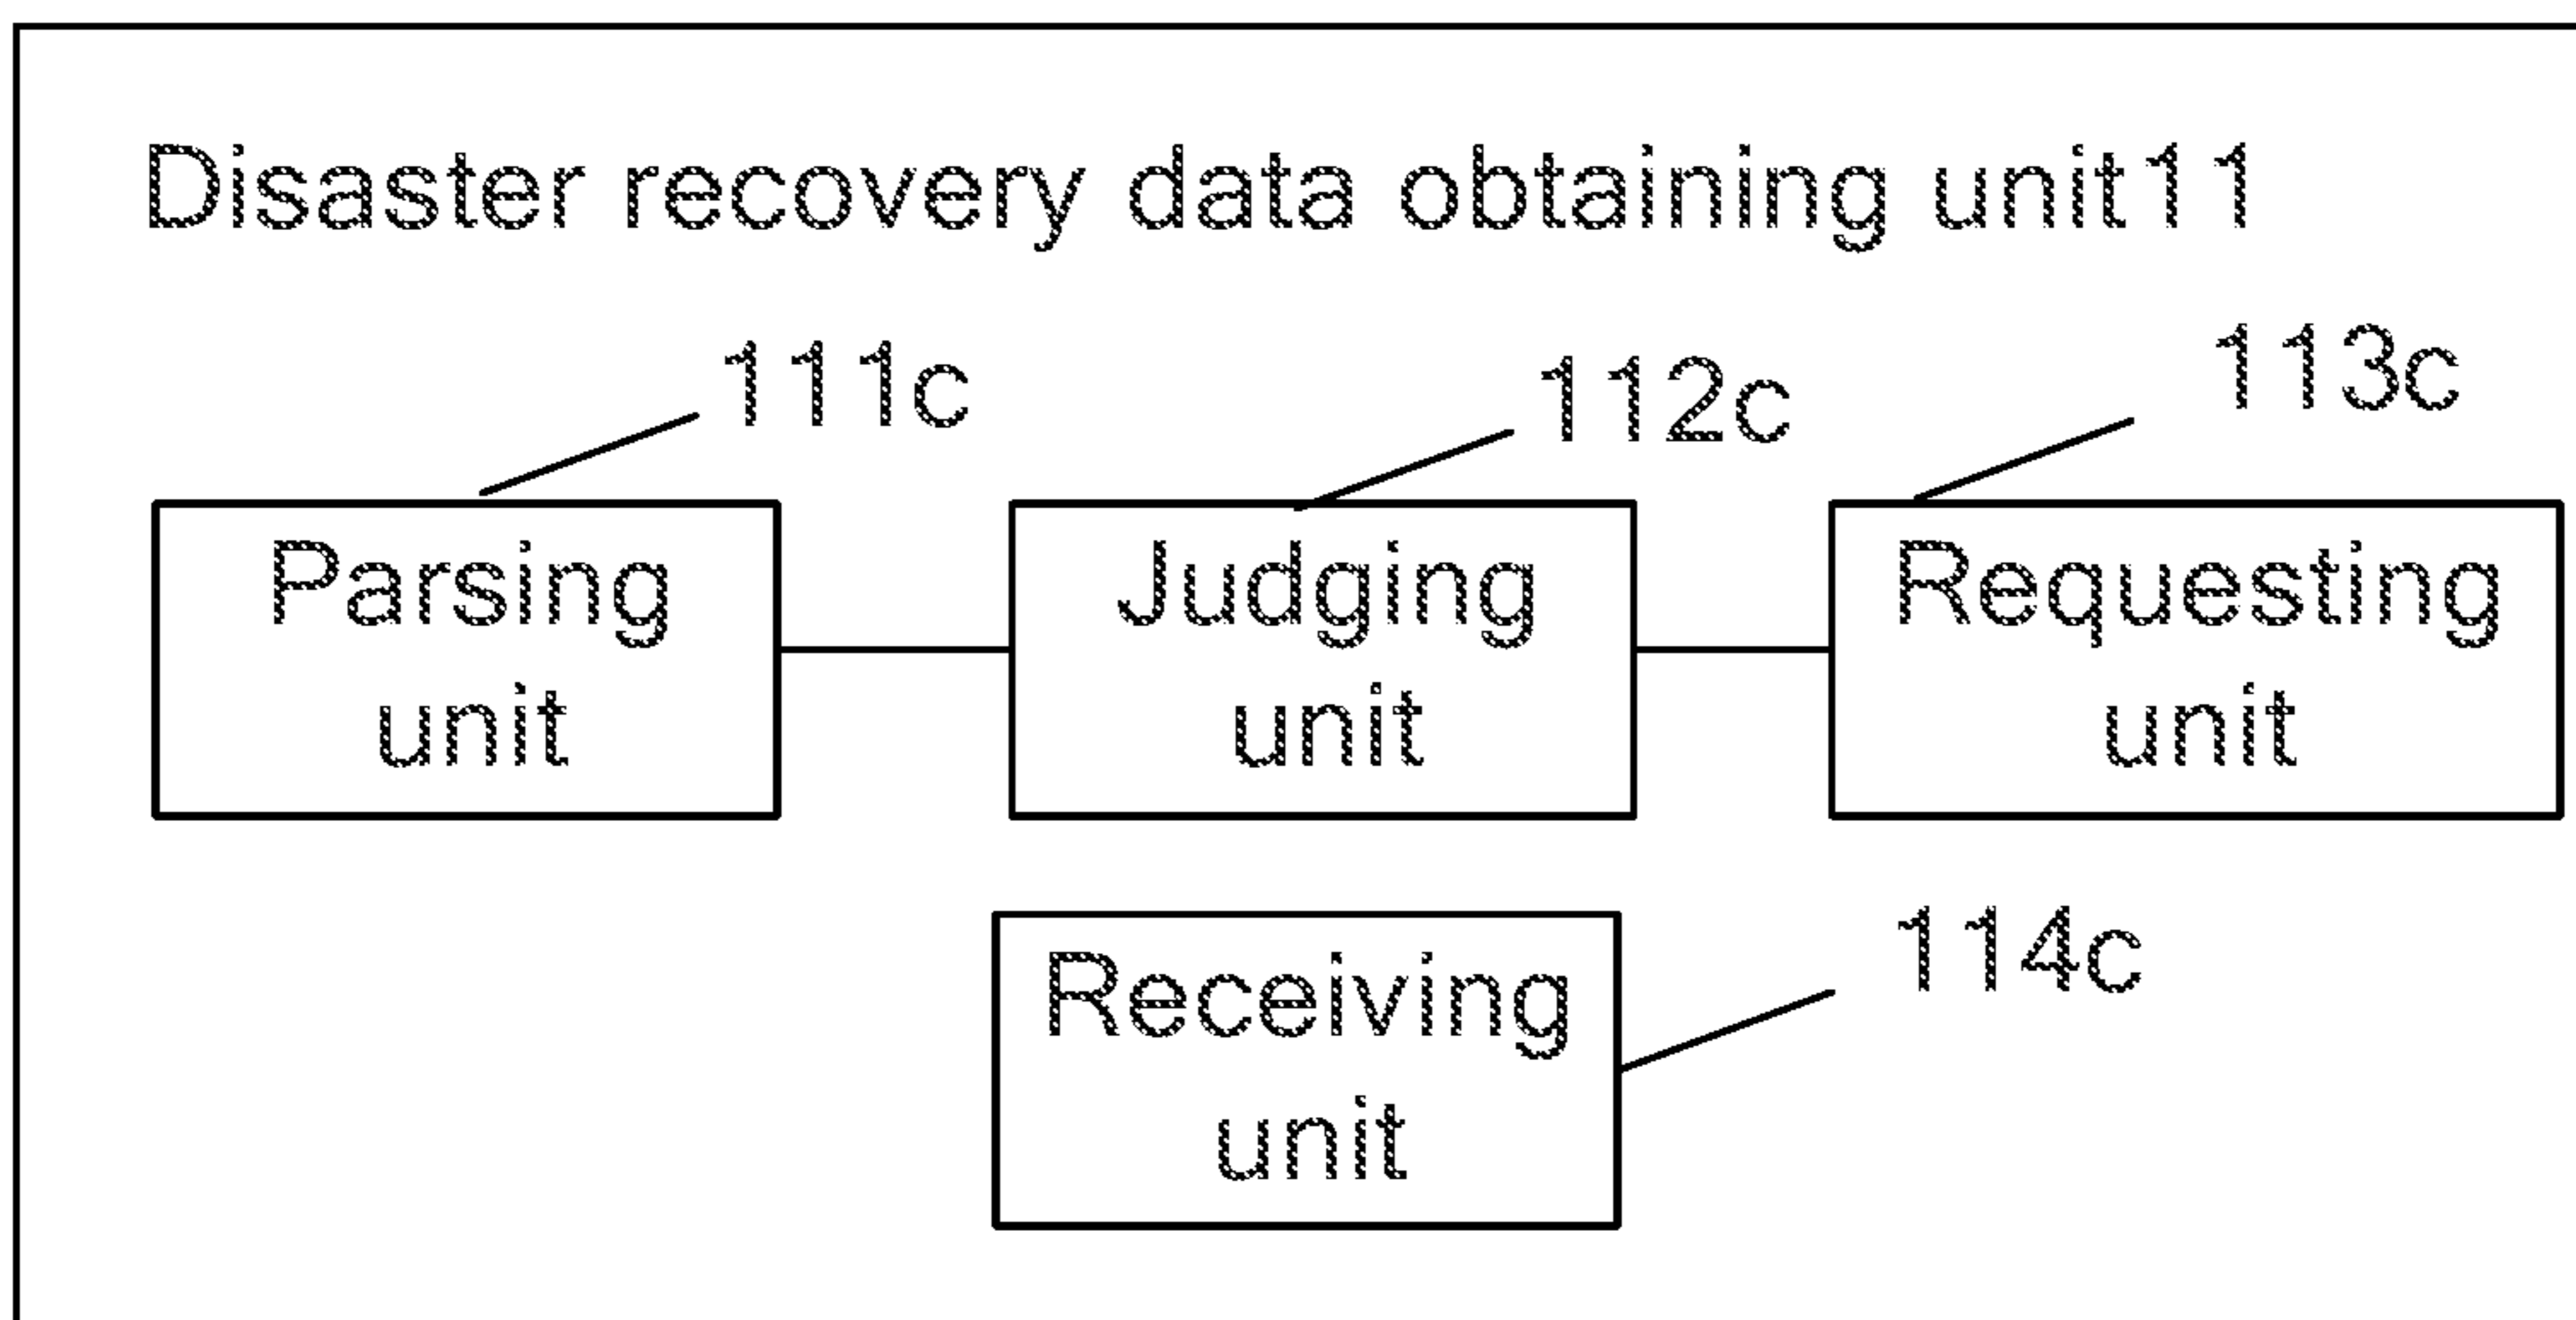 Disaster recovery data obtaining unit11
111c
112c
113c
Parsing
unit
Judging
unit
Requesting
unit
114c
Receiving
unit